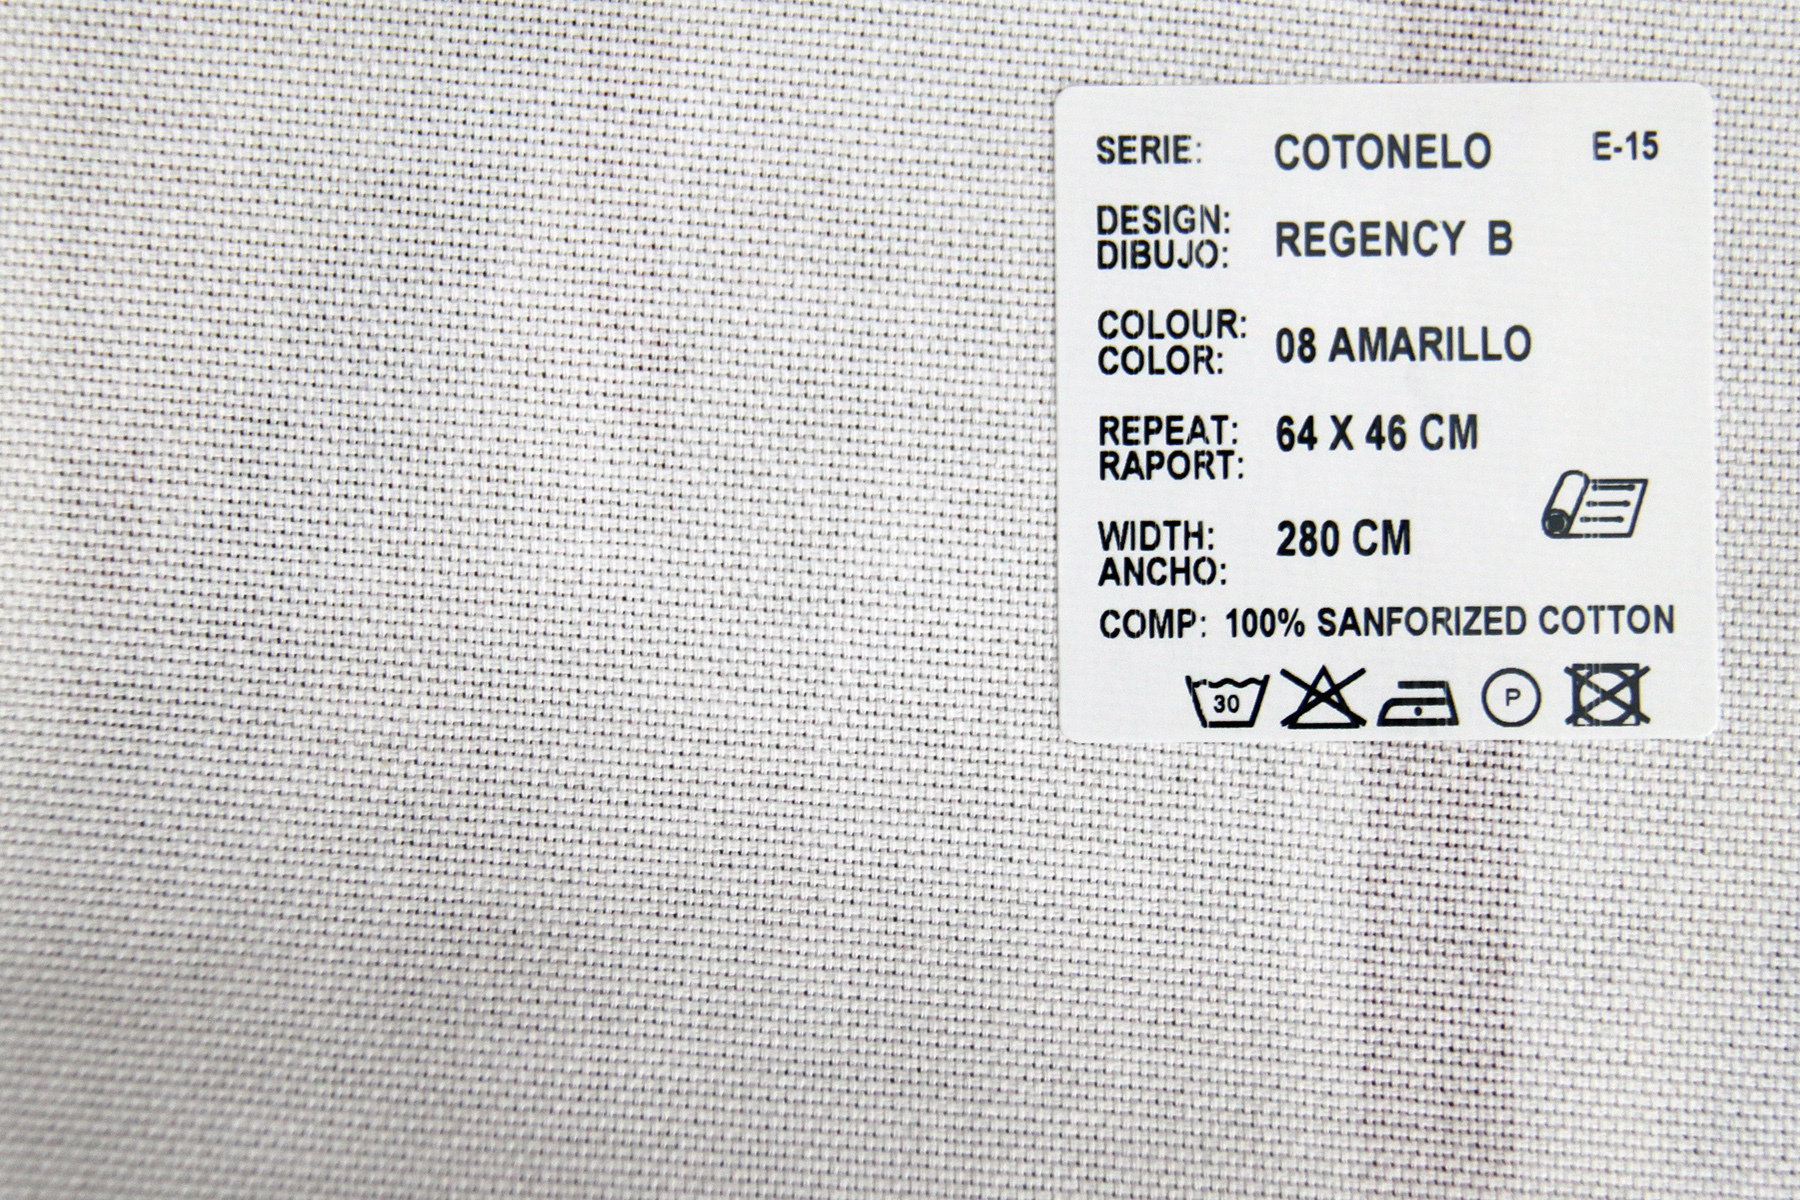 SERIE: COTONELO E-15
DESIGN:
DIBUJO: REGENCY B
COLOUR:
COLOR: 08 AMARILLO
REPEAT: 64 X 46 CM
RAPORT:
WIDTH: 280 CM
ANCHO:
COMP: 100% SANFORIZED COTTON
30 P